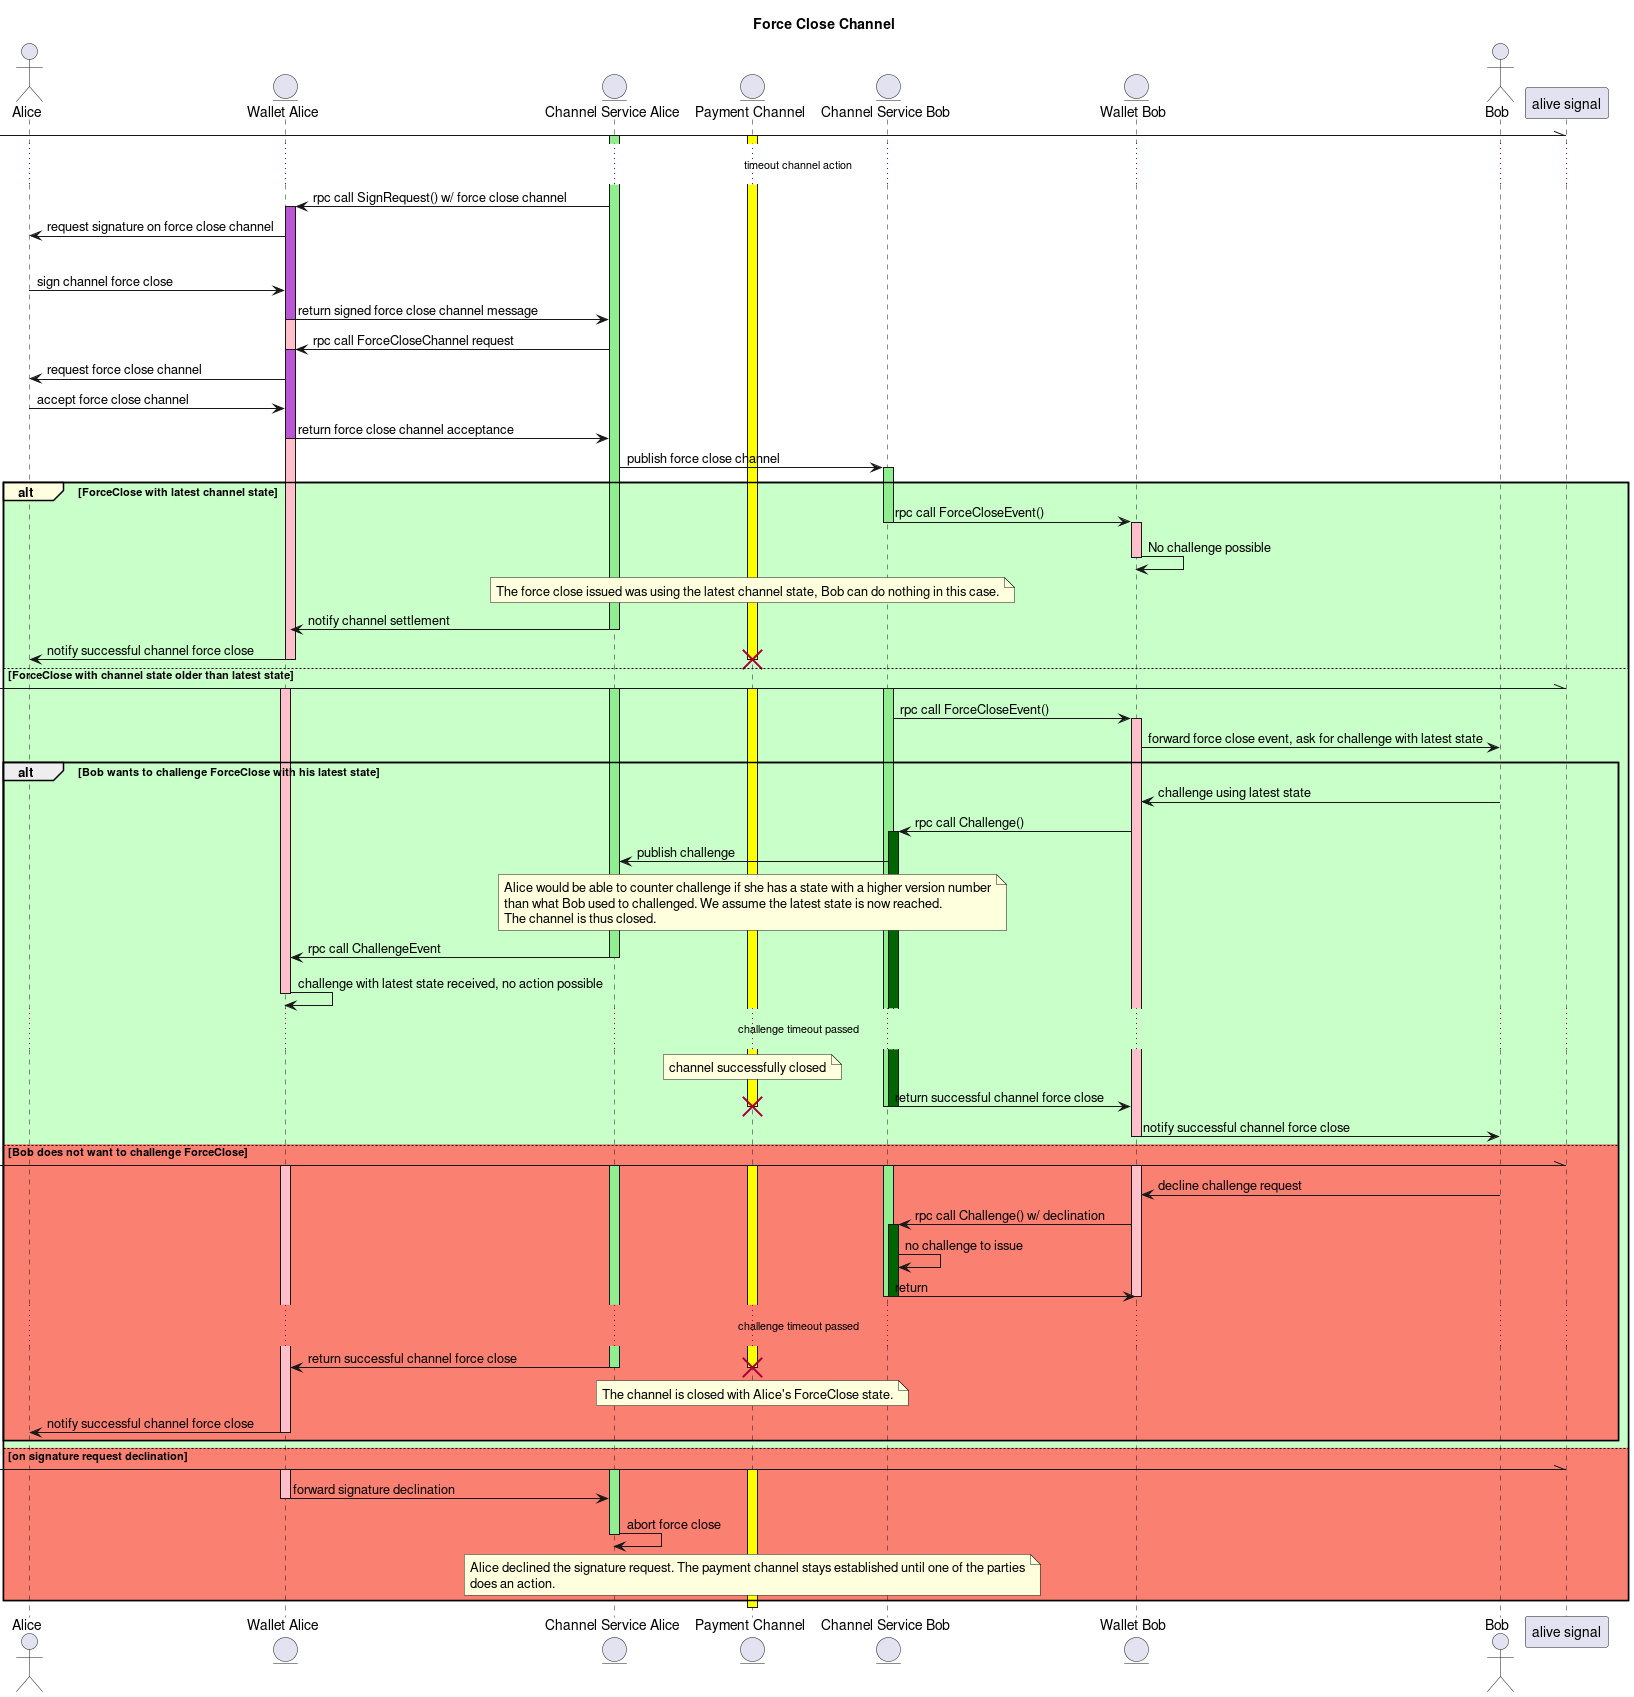 Force Close Channel
Alice
Wallet Alice
Channel Service Alice
Payment Channel
Channel Service Bob
Wallet Bob
Bob
alive signal
timeout channel action
rpc call SignRequest() w/ force close channel
request signature on force close channel
sign channel force close
return signed force close channel message
rpc call ForceCloseChannel request
request force close channel
accept force close channel
return force close channel acceptance
publish force close channel
alt
[ForceClose with latest channel state]
rpc call ForceCloseEvent()
No challenge possible
The force close issued was using the latest channel state, Bob can do nothing in this case.
notify channel settlement
notify successful channel force close
[ForceClose with channel state older than latest state]
rpc call ForceCloseEvent()
forward force close event, ask for challenge with latest state
alt
[Bob wants to challenge ForceClose with his latest state]
challenge using latest state
rpc call Challenge()
publish challenge
Alice would be able to counter challenge if she has a state with a higher version number
than what Bob used to challenged. We assume the latest state is now reached.
The channel is thus closed.
rpc call ChallengeEvent
challenge with latest state received, no action possible
challenge timeout passed
channel successfully closed
return successful channel force close
notify successful channel force close
[Bob does not want to challenge ForceClose]
decline challenge request
rpc call Challenge() w/ declination
no challenge to issue
return
challenge timeout passed
return successful channel force close
The channel is closed with Alice's ForceClose state.
notify successful channel force close
[on signature request declination]
forward signature declination
abort force close
Alice declined the signature request. The payment channel stays established until one of the parties
does an action.
Alice
Wallet Alice
Channel Service Alice
Payment Channel
Channel Service Bob
Wallet Bob
Bob
alive signal